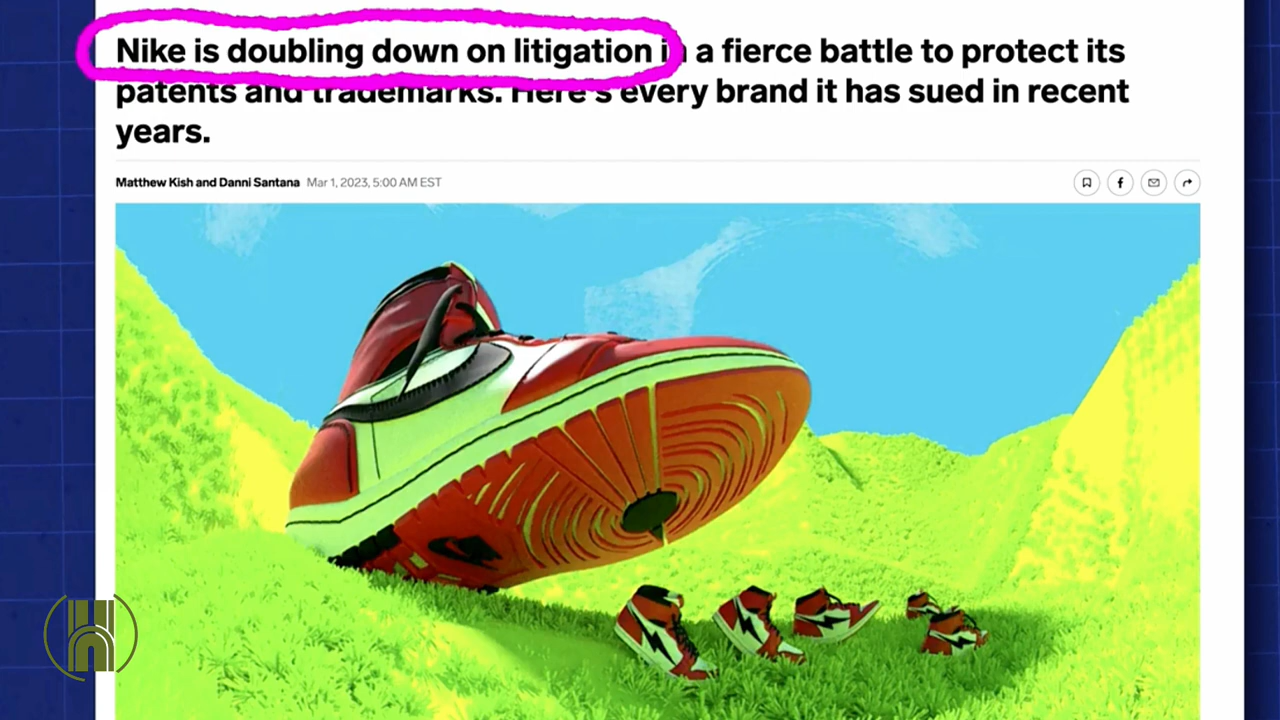 Nike is doubling down on litigation in a fierce battle to protect its
patents and trademarks. Here's every brand it has sued in recent
years.
Matthew Kish and Danni Santana Mar 1, 2023, 5:00 AM EST